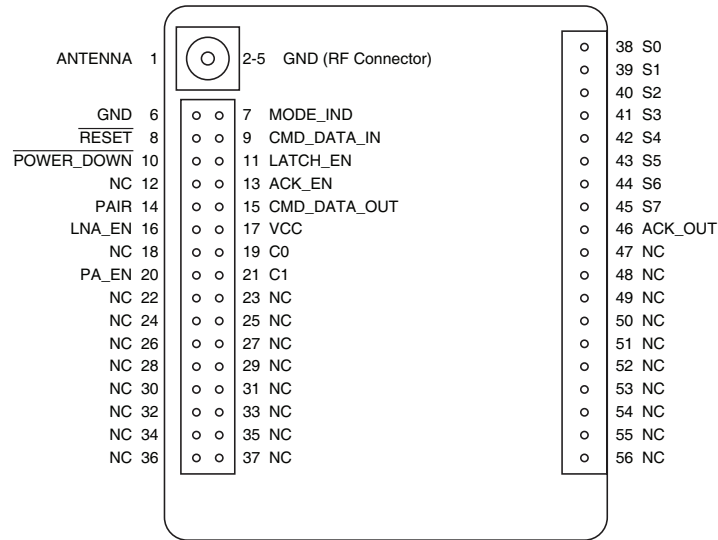 ANTENNA 1 2-5 GND (RF Connector)
GND 6 7 MODE_IND
RESET 8 9 CMD_DATA_IN
POWER_DOWN 10 11 LATCH_EN
NC 12 13 ACK_EN
PAIR 14 15 CMD_DATA_OUT
LNA_EN 16 17 VCC
NC 18 19 C0
PA_EN 20 21 C1
NC 22 23 NC
NC 24 25 NC
NC 26 27 NC
NC 28 29 NC
NC 30 31 NC
NC 32 33 NC
NC 34 35 NC
NC 36 37 NC
38 S0
39 S1
40 S2
41 S3
42 S4
43 S5
44 S6
45 S7
46 ACK_OUT
47 NC
48 NC
49 NC
50 NC
51 NC
52 NC
53 NC
54 NC
55 NC
56 NC